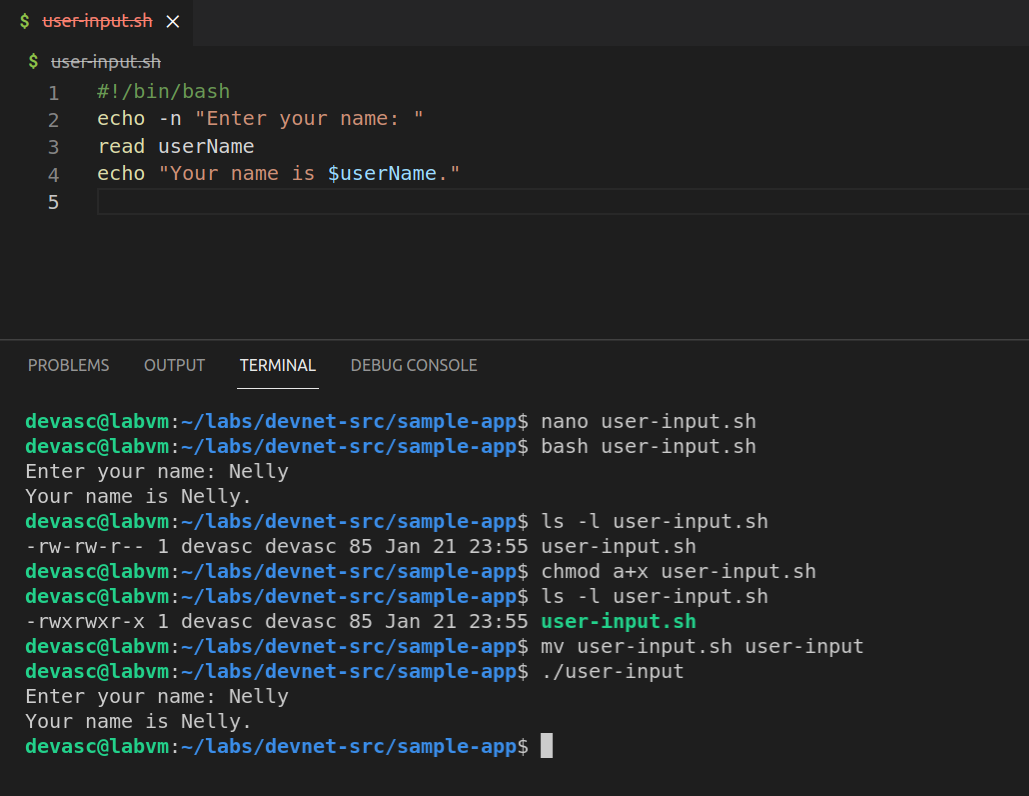 $ user-input.sh ×
$ user-input.sh
1 #!/bin/bash
2 echo -n "Enter your name: "
3 read userName
4 echo "Your name is $userName."
5
PROBLEMS OUTPUT TERMINAL DEBUG CONSOLE
devasc@labvm:~/labs/devnet-src/sample-app$ nano user-input.sh
devasc@labvm:~/labs/devnet-src/sample-app$ bash user-input.sh
Enter your name: Nelly
Your name is Nelly.
devasc@labvm:~/labs/devnet-src/sample-app$ ls -l user-input.sh
-rw-rw-r-- 1 devasc devasc 85 Jan 21 23:55 user-input.sh
devasc@labvm:~/labs/devnet-src/sample-app$ chmod a+x user-input.sh
devasc@labvm:~/labs/devnet-src/sample-app$ ls -l user-input.sh
-rwxrwxr-x 1 devasc devasc 85 Jan 21 23:55 user-input.sh
devasc@labvm:~/labs/devnet-src/sample-app$ mv user-input.sh user-input
devasc@labvm:~/labs/devnet-src/sample-app$ ./user-input
Enter your name: Nelly
Your name is Nelly.
devasc@labvm:~/labs/devnet-src/sample-app$